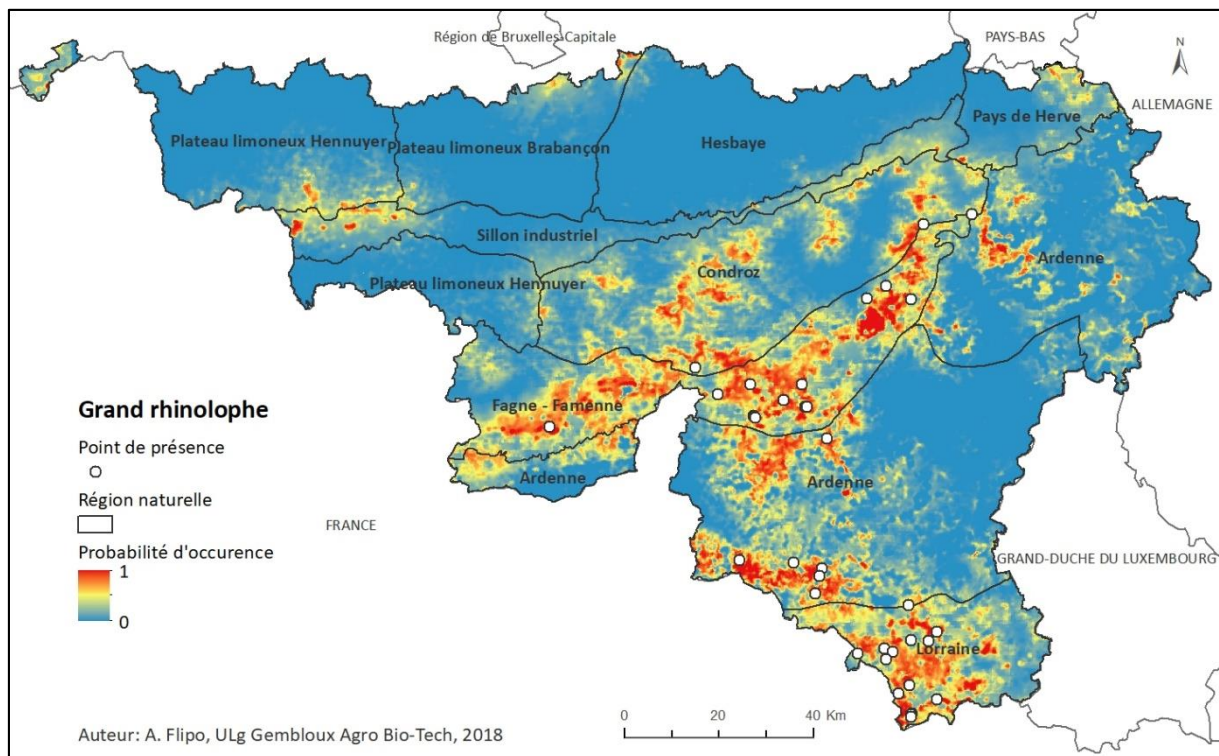 Région de Bruxelles-Capitale
PAYS-BAS
N
ALLEMAGNE
Pays de Herve
Plateau limoneux Hennuyer
Plateau limoneux Brabançon
Hesbaye
Sillon industriel
Condroz
Ardenne
Plateau limoneux Hennuyer
Fagne - Famenne
Ardenne
Ardenne
FRANCE
GRAND-DUCHE DU LUXEMBOURG
Lorraine
Grand rhinolophe
Point de présence
Région naturelle
Probabilité d'occurence
1
0
0 20 40 Km
Auteur: A. Flipo, ULg Gembloux Agro Bio-Tech, 2018